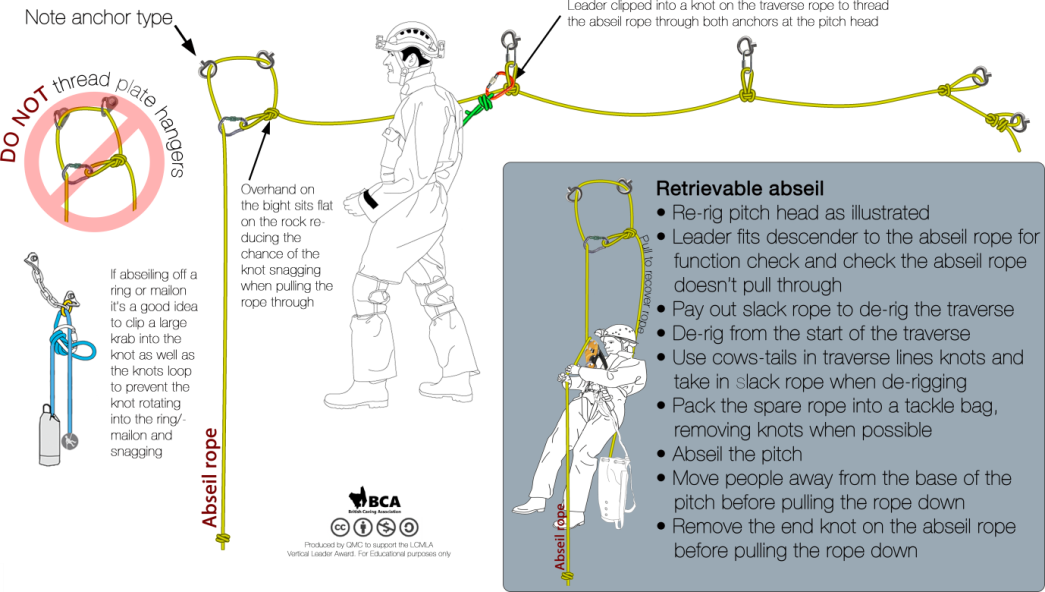 Leader clipped into a knot on the traverse rope to thread
the abseil rope through both anchors at the pitch head
Note anchor type
DO NOT thread plate hangers
Overhand on
the bight sits flat
on the rock re-
ducing the
chance of the
knot snagging
when pulling the
rope through
If abseiling off a
ring or mailon
it's a good idea
to clip a large
krab into the
knot as well as
the knots loop
to prevent the
knot rotating
into the ring/-
mailon and
snagging
Abseil rope
BCA
British Caving Association
cc
Produced by QMC to support the LCMLA
Vertical Leader Award. For Educational purposes only
Retrievable abseil
• Re-rig pitch head as illustrated
• Leader fits descender to the abseil rope for
function check and check the abseil rope
doesn't pull through
• Pay out slack rope to de-rig the traverse
• De-rig from the start of the traverse
• Use cows-tails in traverse lines knots and
take in slack rope when de-rigging
• Pack the spare rope into a tackle bag,
removing knots when possible
• Abseil the pitch
• Move people away from the base of the
pitch before pulling the rope down
• Remove the end knot on the abseil rope
before pulling the rope down
Pull to recover rope
Abseil rope